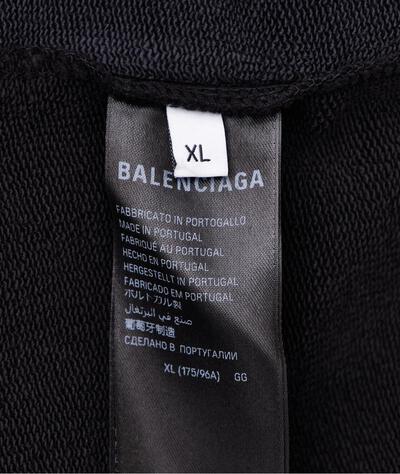 XL
BALENCIAGA
FABBRICATO IN PORTOGALLO
MADE IN PORTUGAL
FABRIQUÉ AU PORTUGAL
HECHO EN PORTUGAL
HERGESTELLT IN PORTUGAL
FABRICADO EM PORTUGAL
ポルトガル製
صنع في البرتغال
葡萄牙制造
СДЕЛАНО В ПОРТУГАЛИИ
XL (175/96A) GG